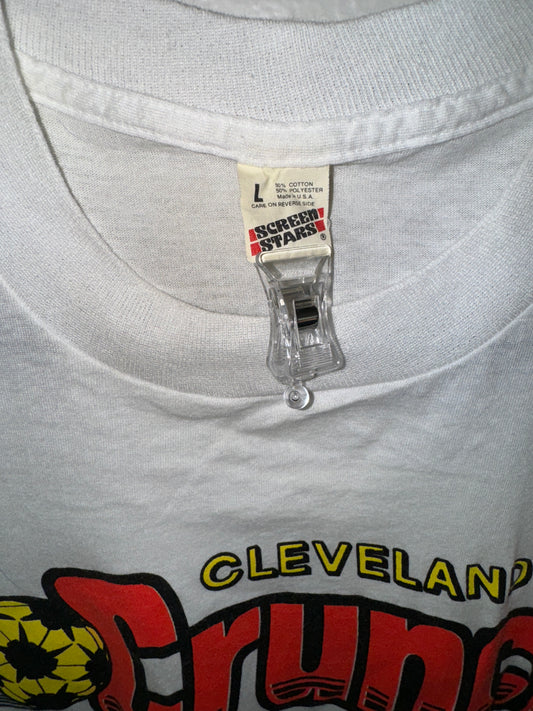 L
50% COTTON
50% POLYESTER
Made in U.S.A.
CARE ON REVERSE SIDE
SCREEN
STARS®
CLEVELAND